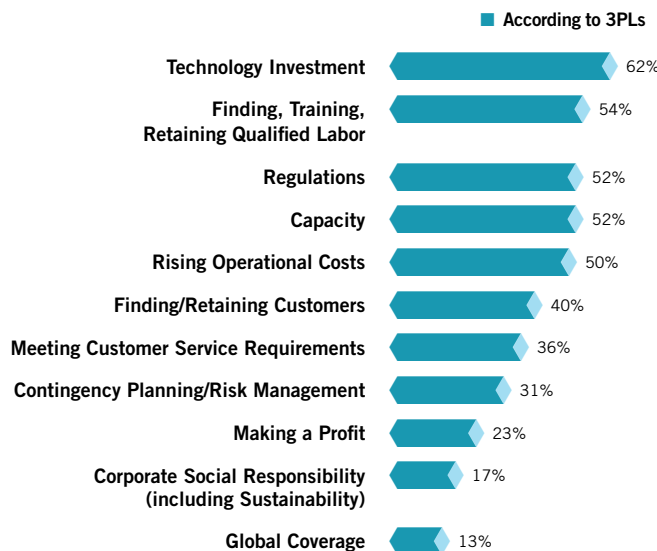 According to 3PLs
Technology Investment
62%
Finding, Training,
Retaining Qualified Labor
54%
Regulations
52%
Capacity
52%
Rising Operational Costs
50%
Finding/Retaining Customers
40%
Meeting Customer Service Requirements
36%
Contingency Planning/Risk Management
31%
Making a Profit
23%
Corporate Social Responsibility
(including Sustainability)
17%
Global Coverage
13%